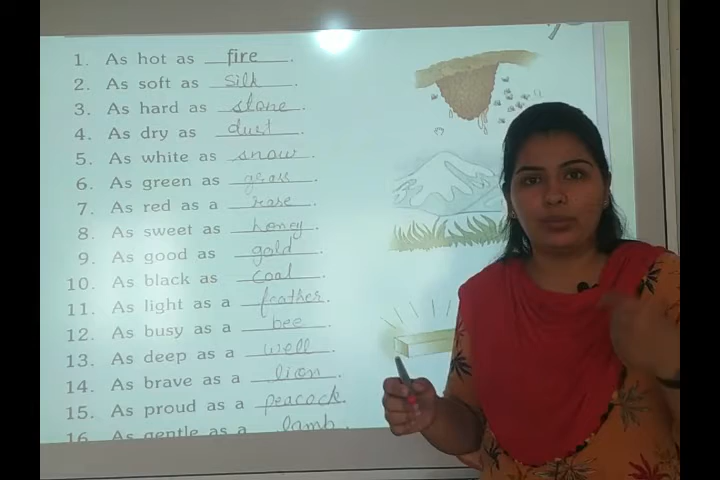 1. As hot as fire.
2. As soft as silk.
3. As hard as stone.
4. As dry as dust.
5. As white as snow.
6. As green as grass.
7. As red as a rose.
8. As sweet as honey.
9. As good as gold.
10. As black as coal.
11. As light as a feather.
12. As busy as a bee.
13. As deep as a well.
14. As brave as a lion.
15. As proud as a peacock.
16. As gentle as a lamb.